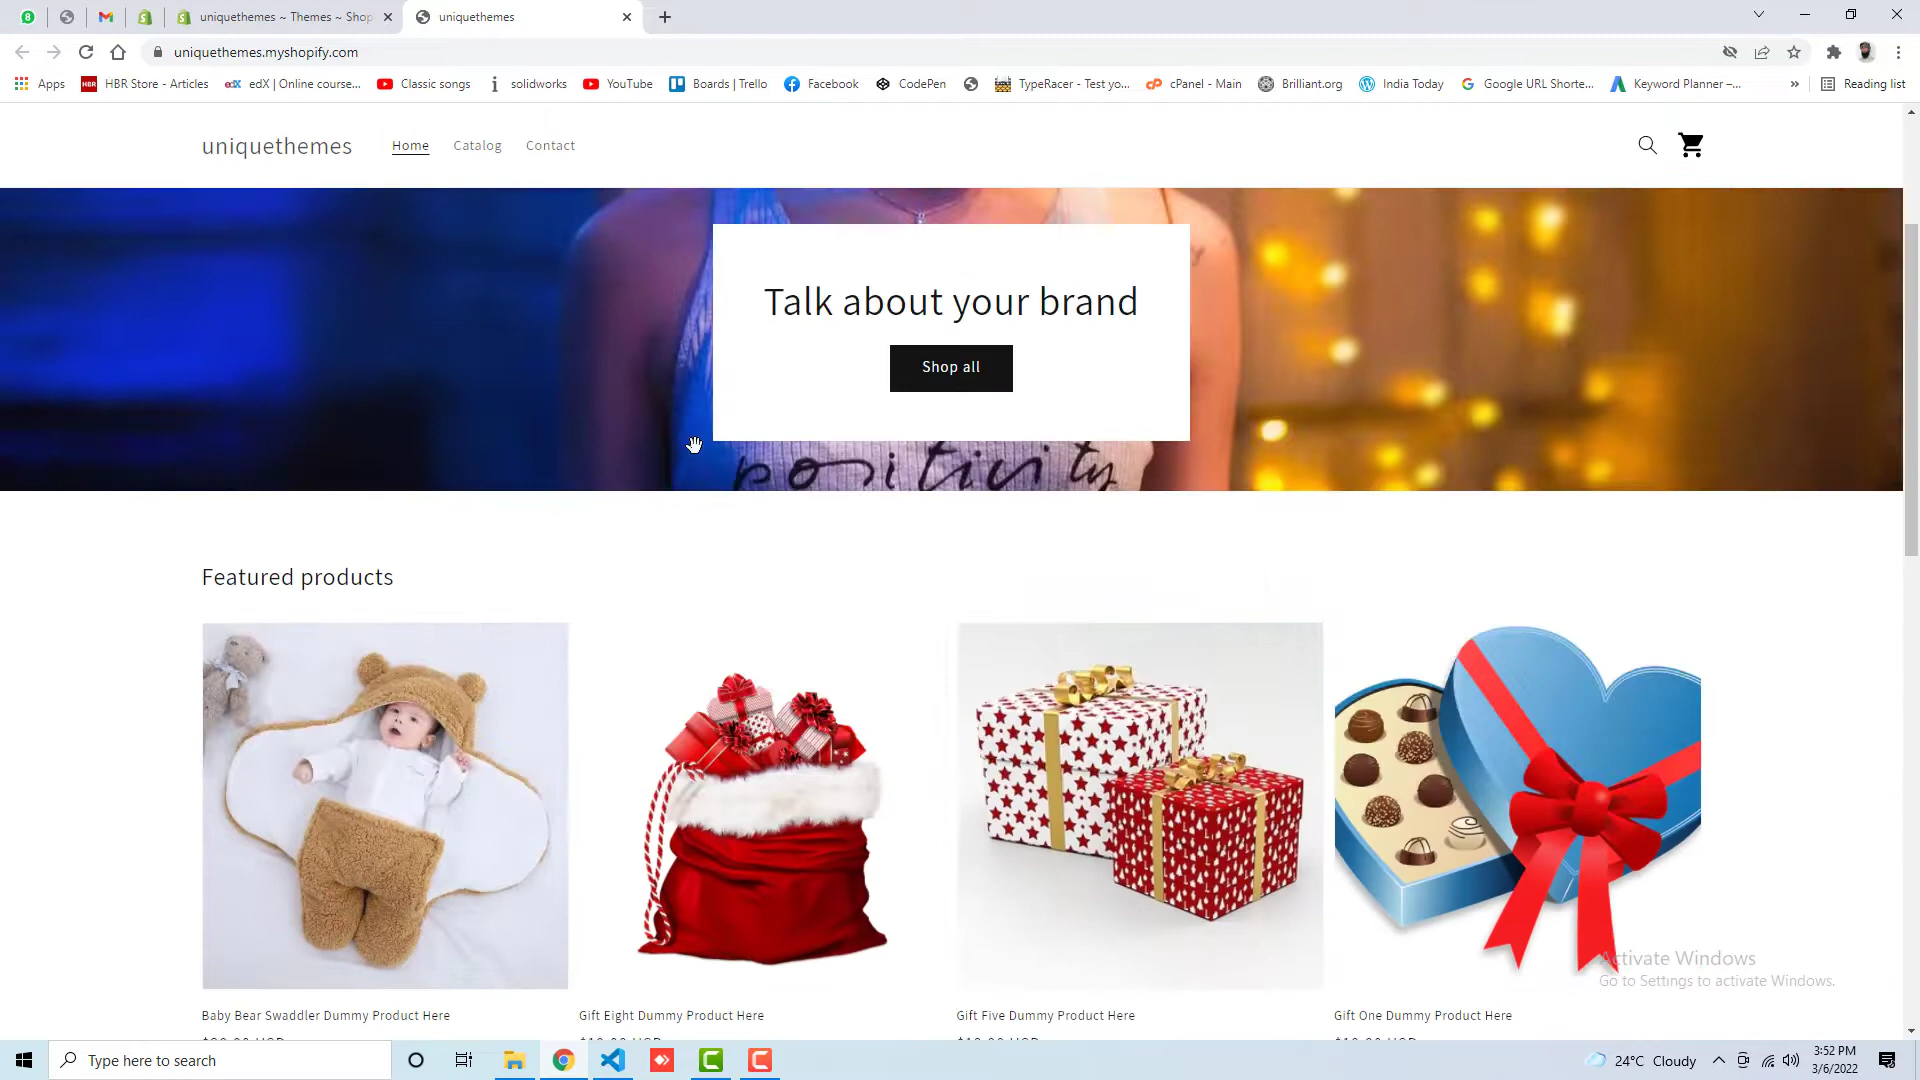 uniquethemes ~ Themes ~ Shop
uniquethemes
uniquethemes.myshopify.com
Apps
HBR Store - Articles
edX | Online course...
Classic songs
solidworks
YouTube
Boards | Trello
Facebook
CodePen
TypeRacer - Test yo...
cPanel - Main
Brilliant.org
India Today
Google URL Shorte...
Keyword Planner –...
»
Reading list
uniquethemes
Home
Catalog
Contact
Talk about your brand
Shop all
positivity
Featured products
Baby Bear Swaddler Dummy Product Here
Gift Eight Dummy Product Here
Gift Five Dummy Product Here
Gift One Dummy Product Here
Activate Windows
Go to Settings to activate Windows.
Type here to search
24°C Cloudy
3:52 PM
3/6/2022